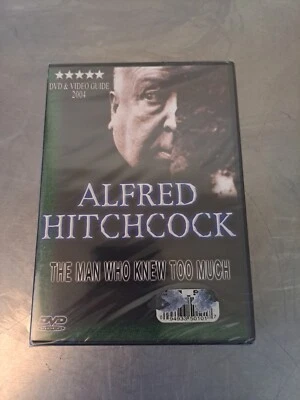 ★★★★★
DVD & VIDEO GUIDE
2004
ALFRED
HITCHCOCK
THE MAN WHO KNEW TOO MUCH
DVD